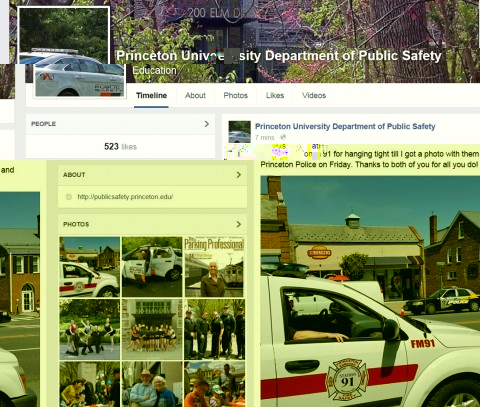 200 ELM D
Princeton University Department of Public Safety
Education
Timeline About Photos Likes Videos
PEOPLE
523 likes
Princeton University Department of Public Safety
7 mins
91 for hanging tight till I got a photo with them
Princeton Police on Friday. Thanks to both of you for all you do!
and
ABOUT
http://publicsafety.princeton.edu/
PHOTOS
Parking Professional
FM91
STATION
91
POLICE